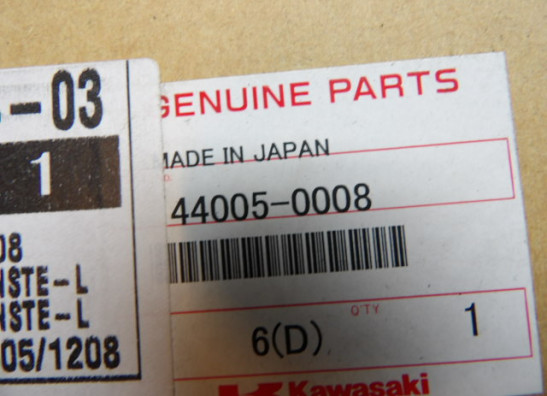 -03
1
08
NSTE-L
NSTE-L
05/1208
GENUINE PARTS
MADE IN JAPAN
44005-0008
Q'TY
6(D)
1
Kawasaki